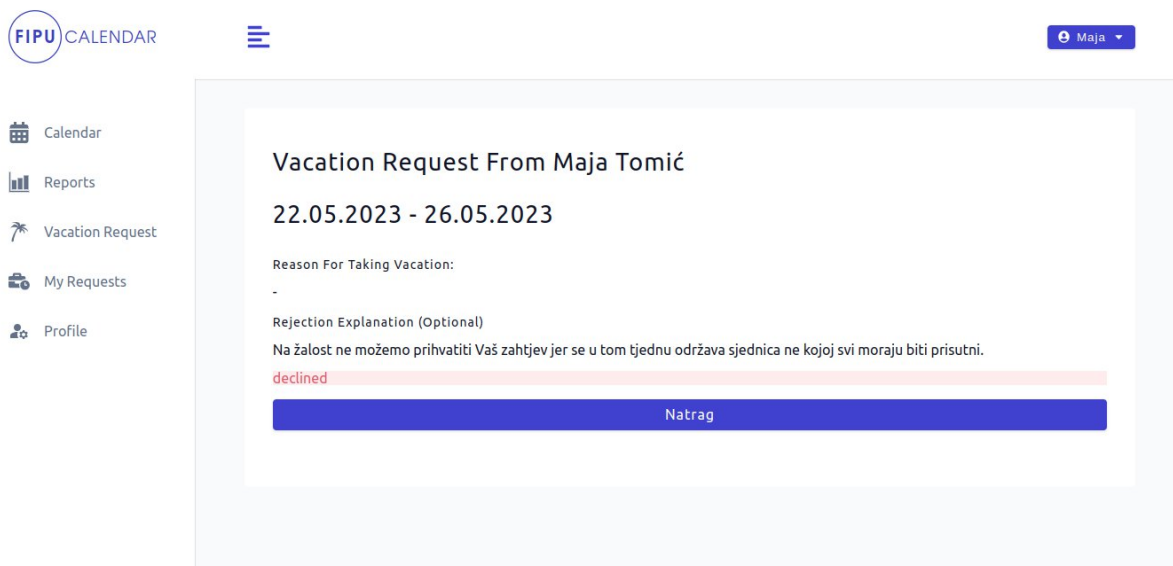 FIPU CALENDAR
Maja
Calendar
Reports
Vacation Request
My Requests
Profile
Vacation Request From Maja Tomić
22.05.2023 - 26.05.2023
Reason For Taking Vacation:
-
Rejection Explanation (Optional)
Na žalost ne možemo prihvatiti Vaš zahtjev jer se u tom tjednu održava sjednica ne kojoj svi moraju biti prisutni.
declined
Natrag